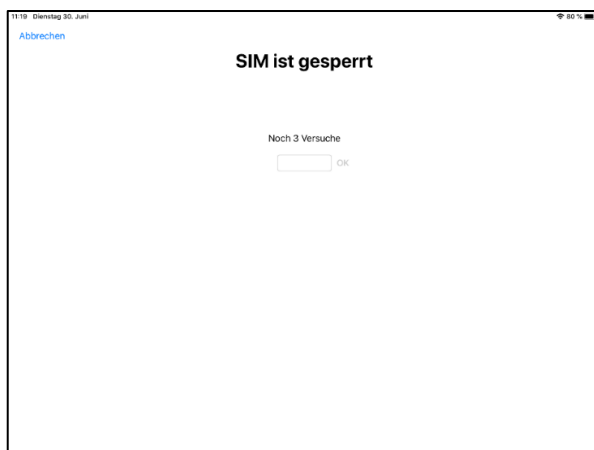 11:19 Dienstag 30. Juni 80 %
Abbrechen
SIM ist gesperrt
Noch 3 Versuche
OK